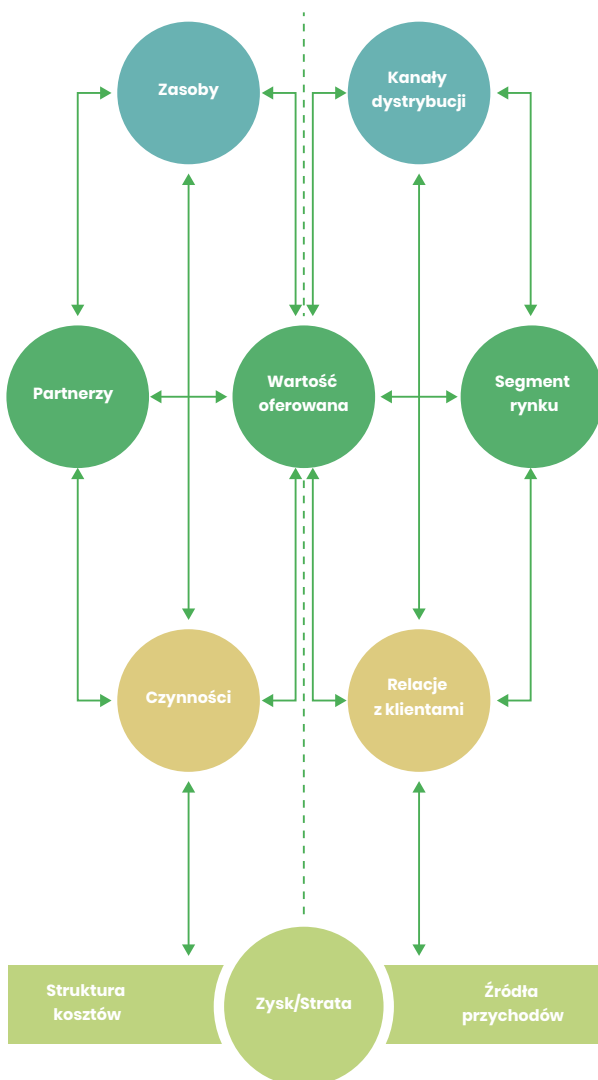 Zasoby
Kanały
dystrybucji
Partnerzy
Wartość
oferowana
Segment
rynku
Czynności
Relacje
z klientami
Struktura
kosztów
Zysk/Strata
Źródła
przychodów